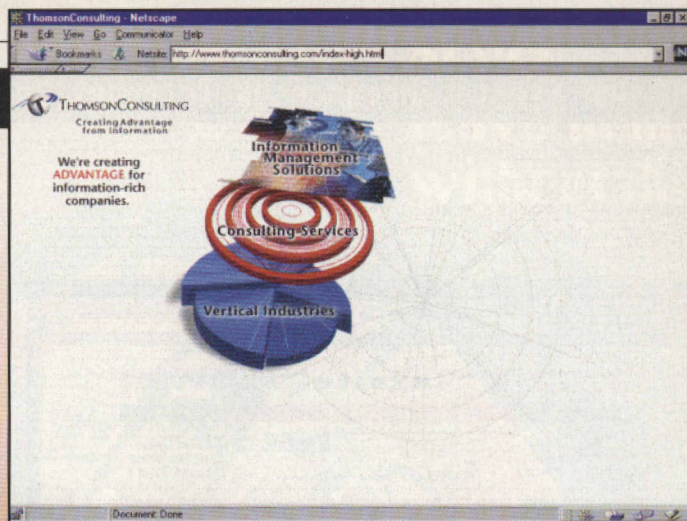 ThomsonConsulting - Netscape
File Edit View Go Communicator Help
Bookmarks Netsite: http://www.thomsonconsulting.com/index-high.html
N
THOMSONCONSULTING
Creating Advantage
from Information
We're creating
ADVANTAGE for
information-rich
companies.
Information
Management
Solutions
Consulting Services
Vertical Industries
Document: Done